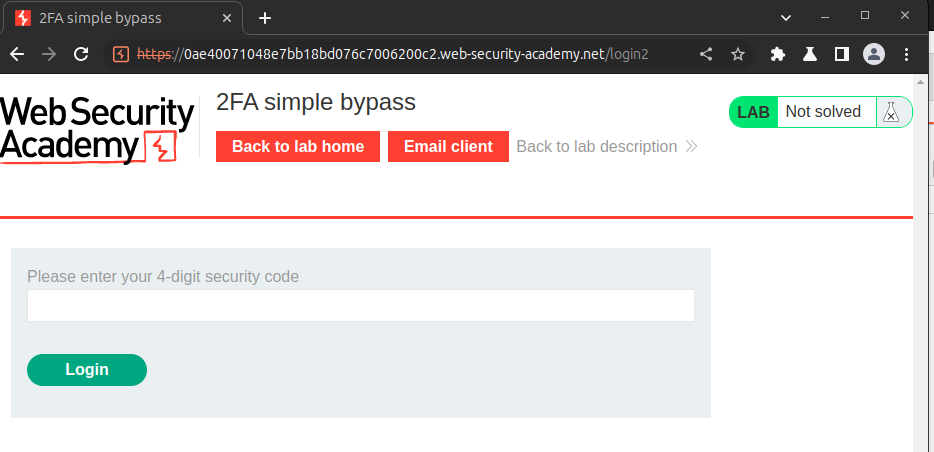 2FA simple bypass
https://0ae40071048e7bb18bd076c7006200c2.web-security-academy.net/login2
Web Security
Academy
2FA simple bypass
Back to lab home
Email client
Back to lab description
LAB
Not solved
Please enter your 4-digit security code
Login